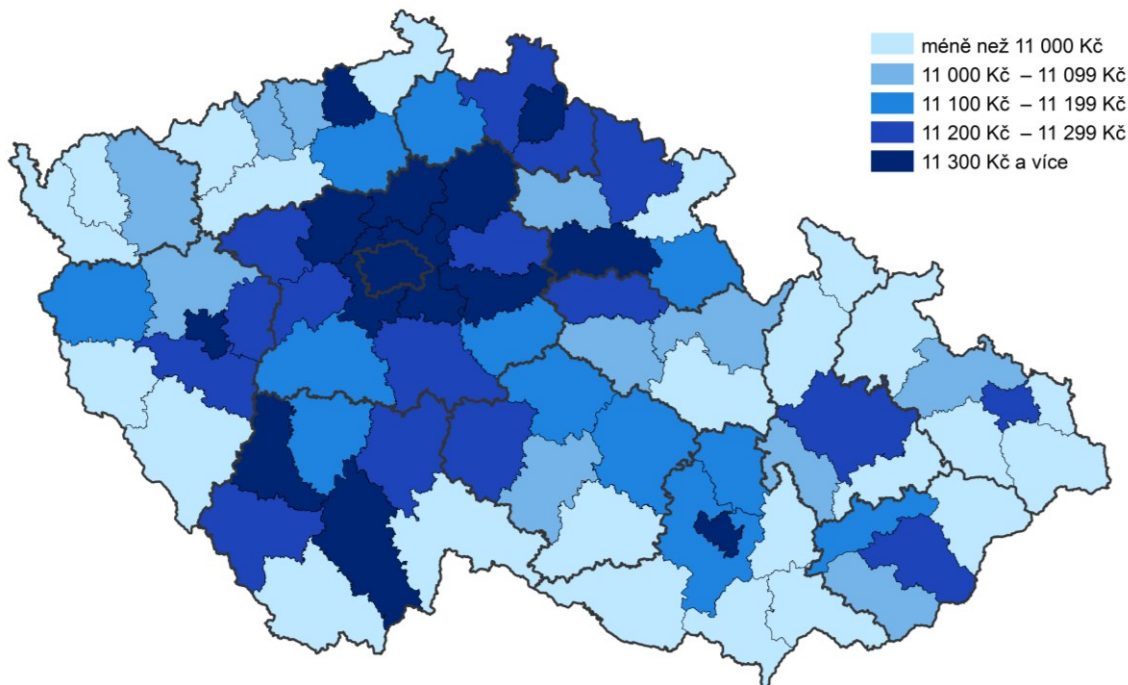 méně než 11 000 Kč
11 000 Kč – 11 099 Kč
11 100 Kč – 11 199 Kč
11 200 Kč – 11 299 Kč
11 300 Kč a více